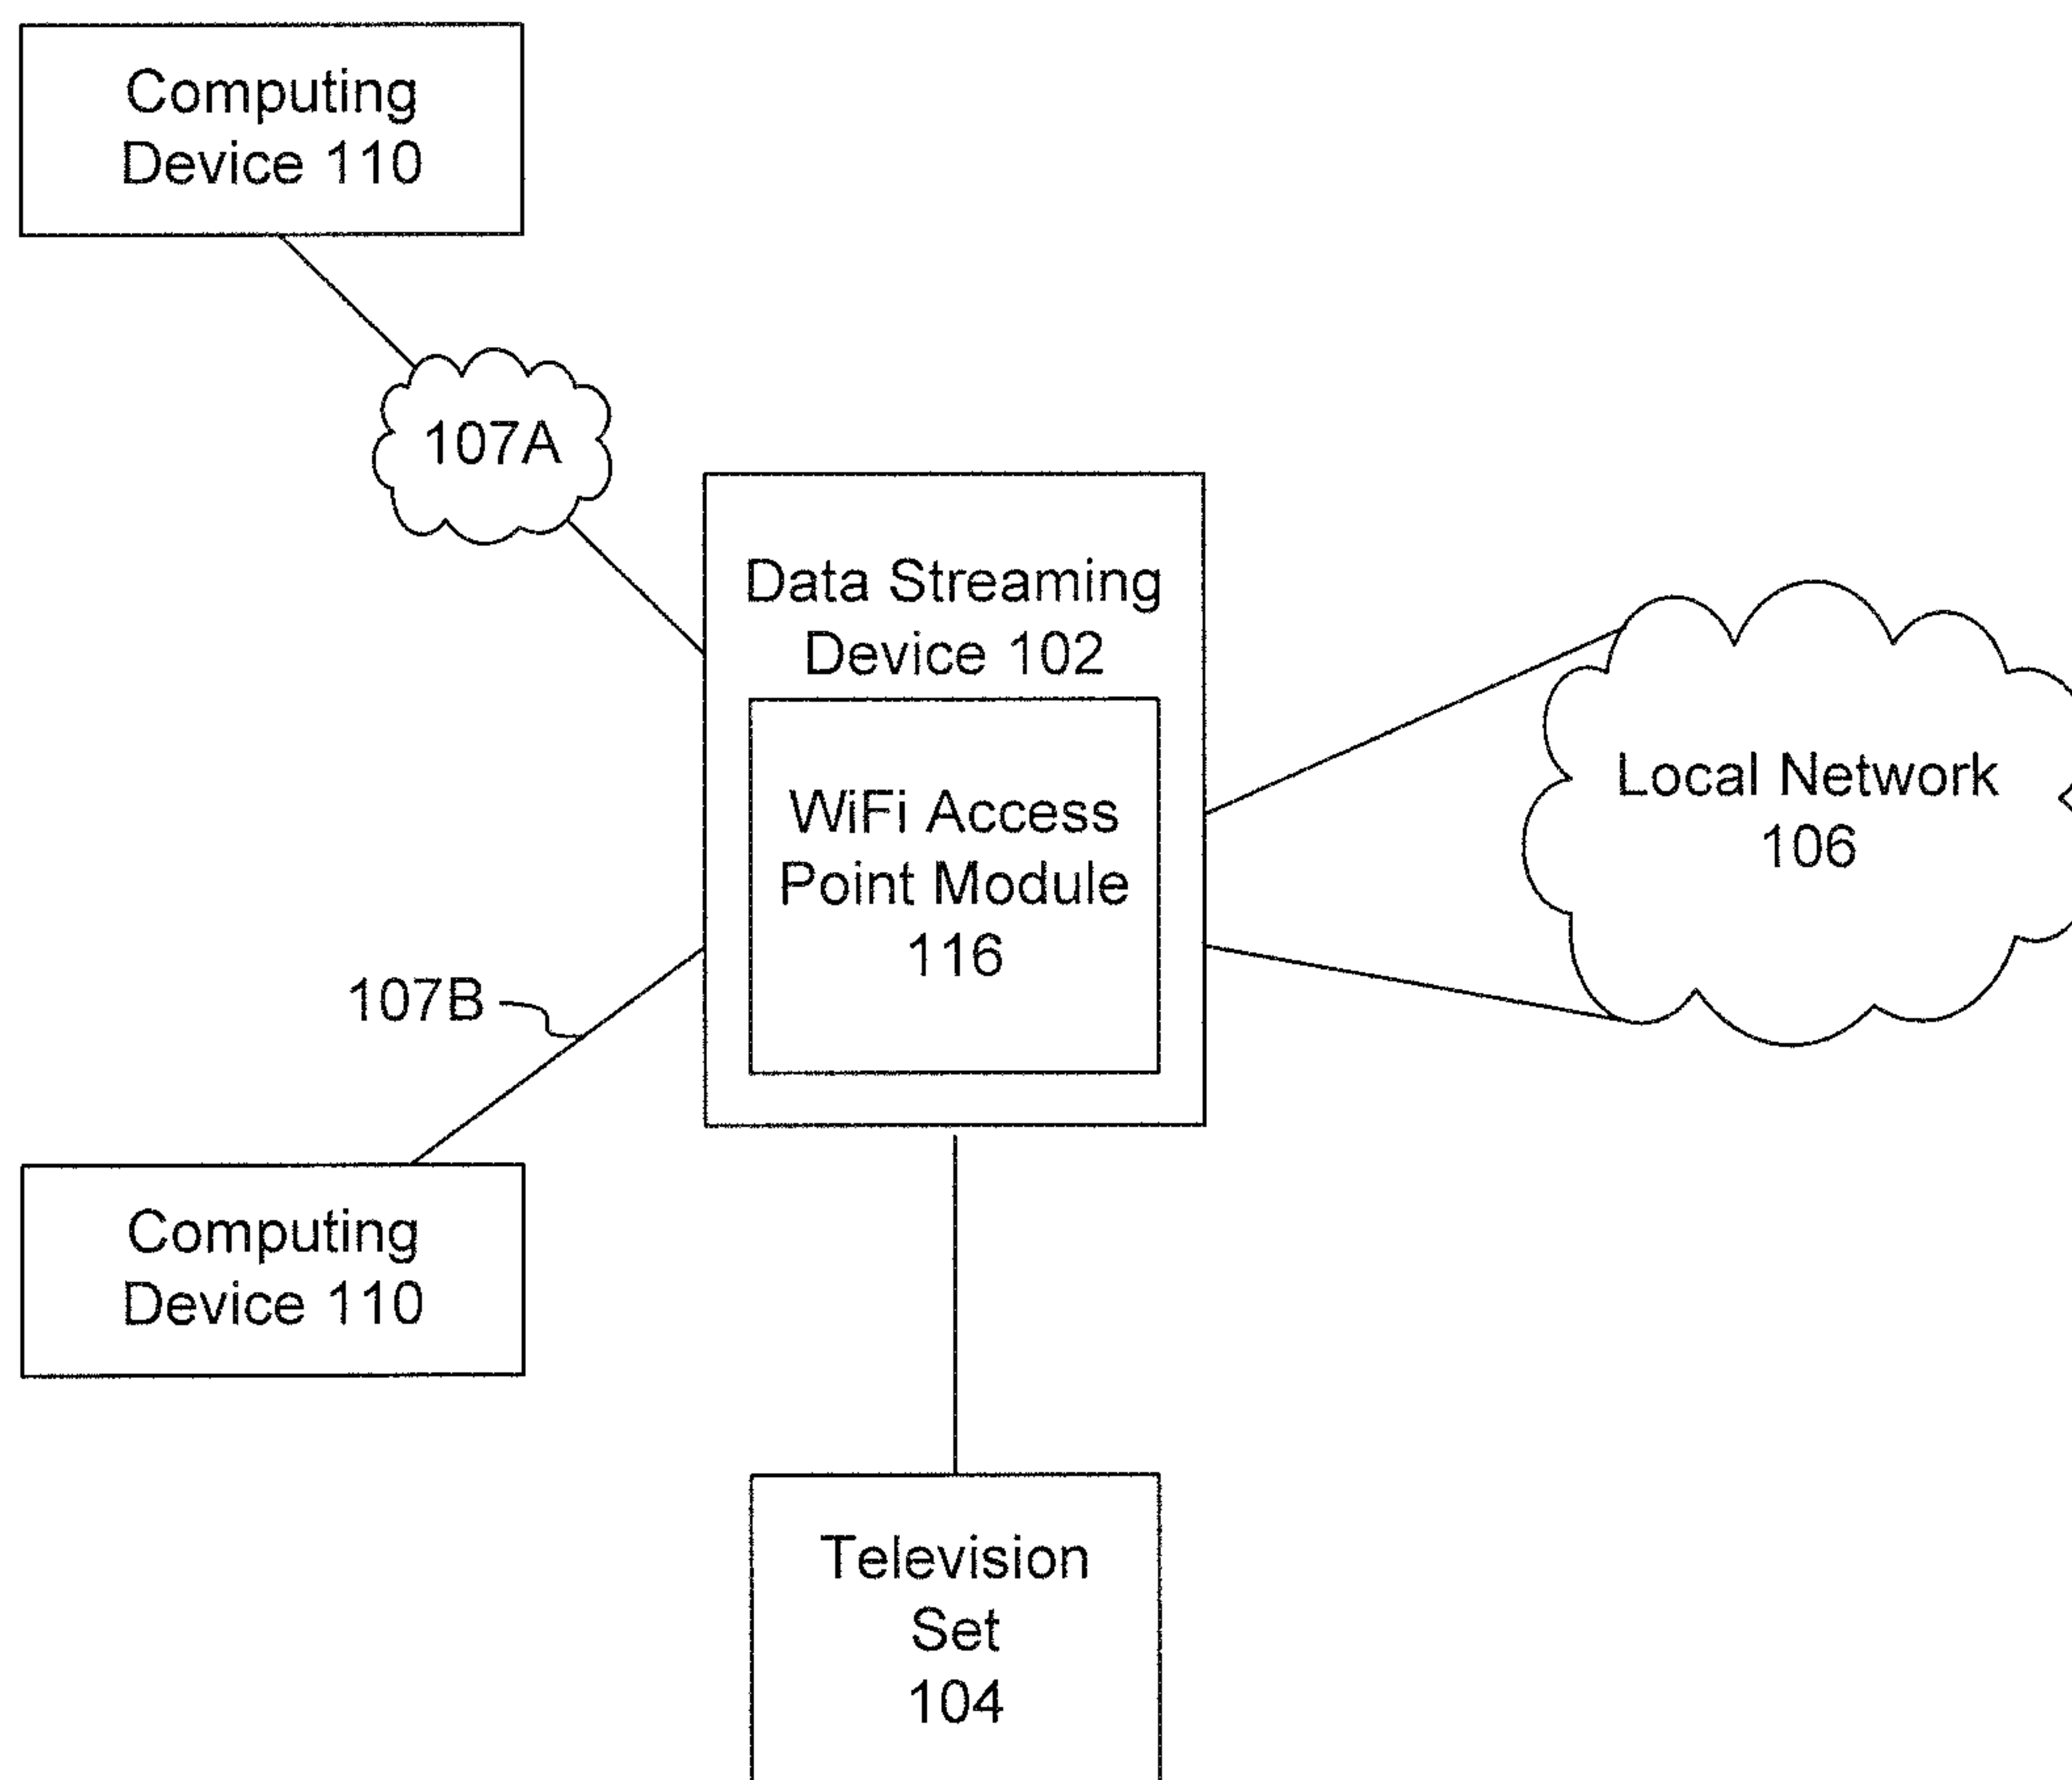 Computing
Device 110
107A
Data Streaming
Device 102
WiFi Access
Point Module
116
Local Network
106
107B
Computing
Device 110
Television
Set
104